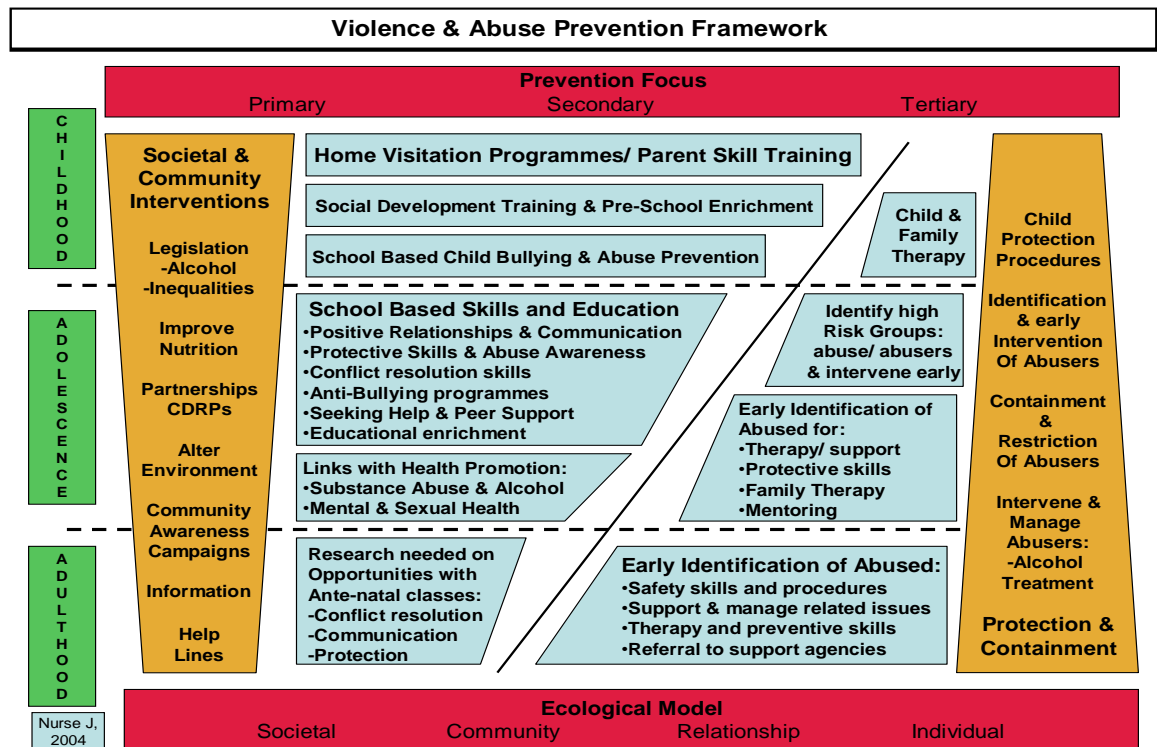 Violence & Abuse Prevention Framework
Prevention Focus
Primary Secondary Tertiary
CHILDHOOD
Societal &
Community
Interventions
Legislation
-Alcohol
-Inequalities
Improve
Nutrition
Partnerships
CDRPs
Alter
Environment
Community
Awareness
Campaigns
Information
Help
Lines
Home Visitation Programmes/ Parent Skill Training
Social Development Training & Pre-School Enrichment
School Based Child Bullying & Abuse Prevention
Child &
Family
Therapy
Child
Protection
Procedures
Identification
& early
Intervention
Of Abusers
Containment
&
Restriction
Of Abusers
Intervene &
Manage
Abusers:
-Alcohol
Treatment
Protection &
Containment
ADOLESCENCE
School Based Skills and Education
•Positive Relationships & Communication
•Protective Skills & Abuse Awareness
•Conflict resolution skills
•Anti-Bullying programmes
•Seeking Help & Peer Support
•Educational enrichment
Identify high
Risk Groups:
abuse/ abusers
& intervene early
Links with Health Promotion:
•Substance Abuse & Alcohol
•Mental & Sexual Health
Early Identification of
Abused for:
•Therapy/ support
•Protective skills
•Family Therapy
•Mentoring
ADULTHOOD
Research needed on
Opportunities with
Ante-natal classes:
-Conflict resolution
-Communication
-Protection
Early Identification of Abused:
•Safety skills and procedures
•Support & manage related issues
•Therapy and preventive skills
•Referral to support agencies
Nurse J,
2004
Ecological Model
Societal Community Relationship Individual